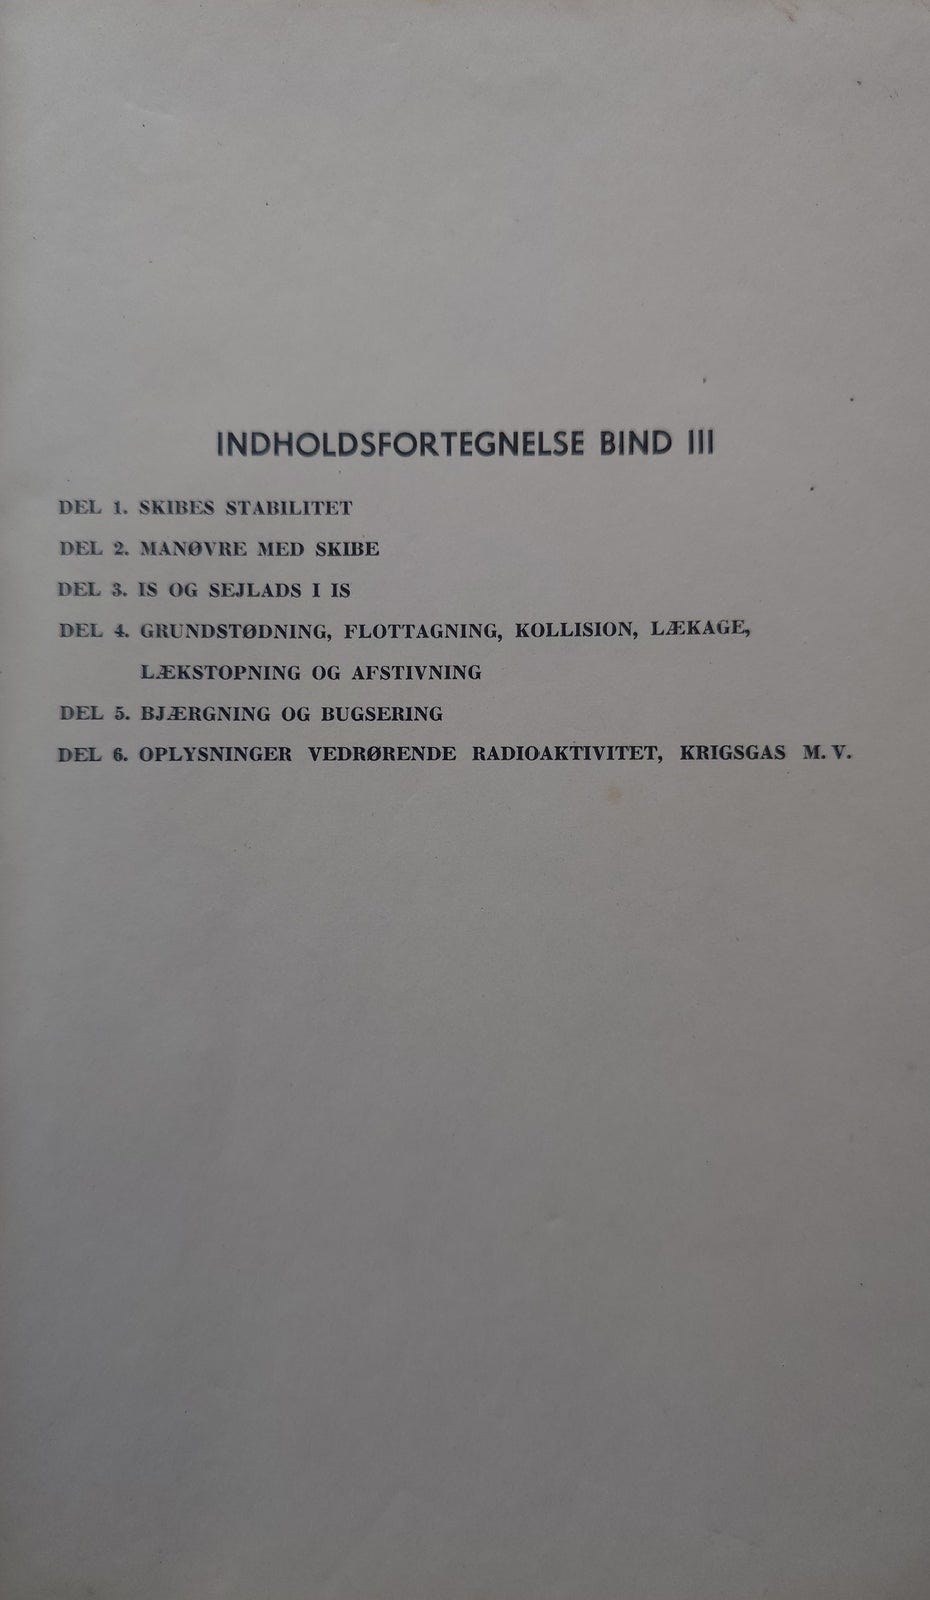 INDHOLDSFORTEGNELSE BIND III
DEL 1. SKIBES STABILITET
DEL 2. MANØVRE MED SKIBE
DEL 3. IS OG SEJLADS I IS
DEL 4. GRUNDSTØDNING, FLOTTAGNING, KOLLISION, LÆKAGE,
LÆKSTOPNING OG AFSTIVNING
DEL 5. BJÆRGNING OG BUGSERING
DEL 6. OPLYSNINGER VEDRØRENDE RADIOAKTIVITET, KRIGSGAS M. V.